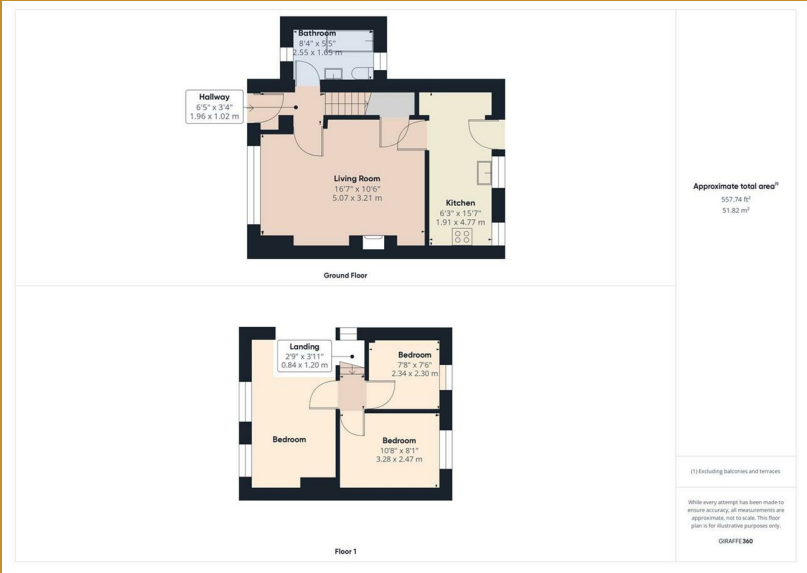 Bathroom
8'4" x 5'5"
2.55 x 1.65 m
Hallway
6'5" x 3'4"
1.96 x 1.02 m
Living Room
16'7" x 10'6"
5.07 x 3.21 m
Kitchen
6'3" x 15'7"
1.91 x 4.77 m
Ground Floor
Landing
2'9" x 3'11"
0.84 x 1.20 m
Bedroom
7'8" x 7'6"
2.34 x 2.30 m
Bedroom
Bedroom
10'8" x 8'1"
3.28 x 2.47 m
Floor 1
Approximate total area⁽¹⁾
557.74 ft²
51.82 m²
(1) Excluding balconies and terraces
While every attempt has been made to
ensure accuracy, all measurements are
approximate, not to scale. This floor
plan is for illustrative purposes only.
GIRAFFE360